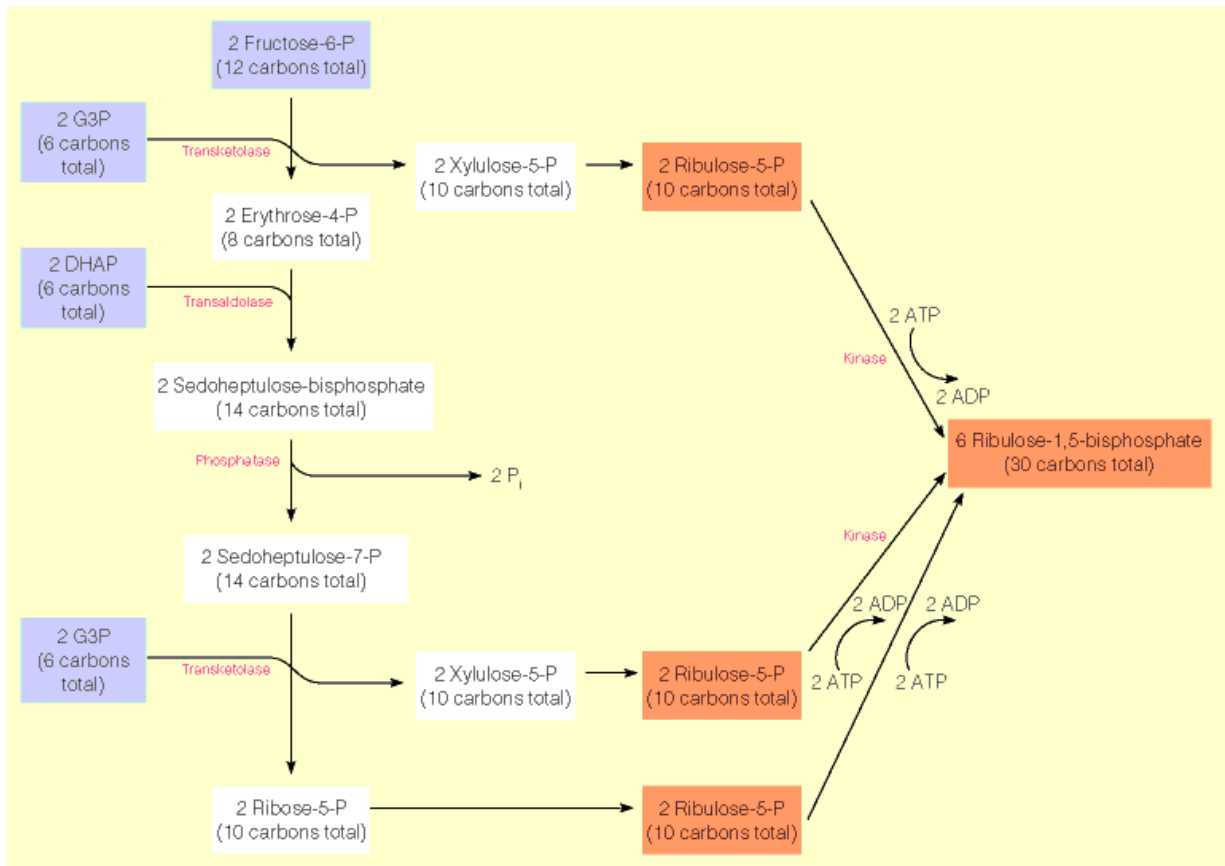 2 Fructose-6-P
(12 carbons total)
2 G3P
(6 carbons
total)
Transketolase
2 Xylulose-5-P
(10 carbons total)
2 Ribulose-5-P
(10 carbons total)
2 Erythrose-4-P
(8 carbons total)
2 DHAP
(6 carbons
total)
Transaldolase
2 ATP
Kinase
2 ADP
2 Sedoheptulose-bisphosphate
(14 carbons total)
6 Ribulose-1,5-bisphosphate
(30 carbons total)
Phosphatase
2 Pi
Kinase
2 Sedoheptulose-7-P
(14 carbons total)
2 ADP
2 ADP
2 G3P
(6 carbons
total)
Transketolase
2 Xylulose-5-P
(10 carbons total)
2 Ribulose-5-P
(10 carbons total)
2 ATP
2 ATP
2 Ribose-5-P
(10 carbons total)
2 Ribulose-5-P
(10 carbons total)